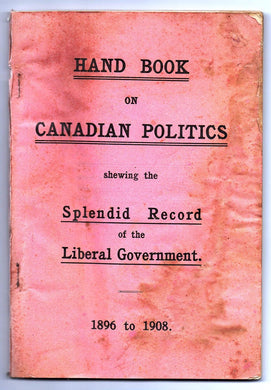 HAND BOOK
ON
CANADIAN POLITICS
shewing the
Splendid Record
of the
Liberal Government.
1896 to 1908.